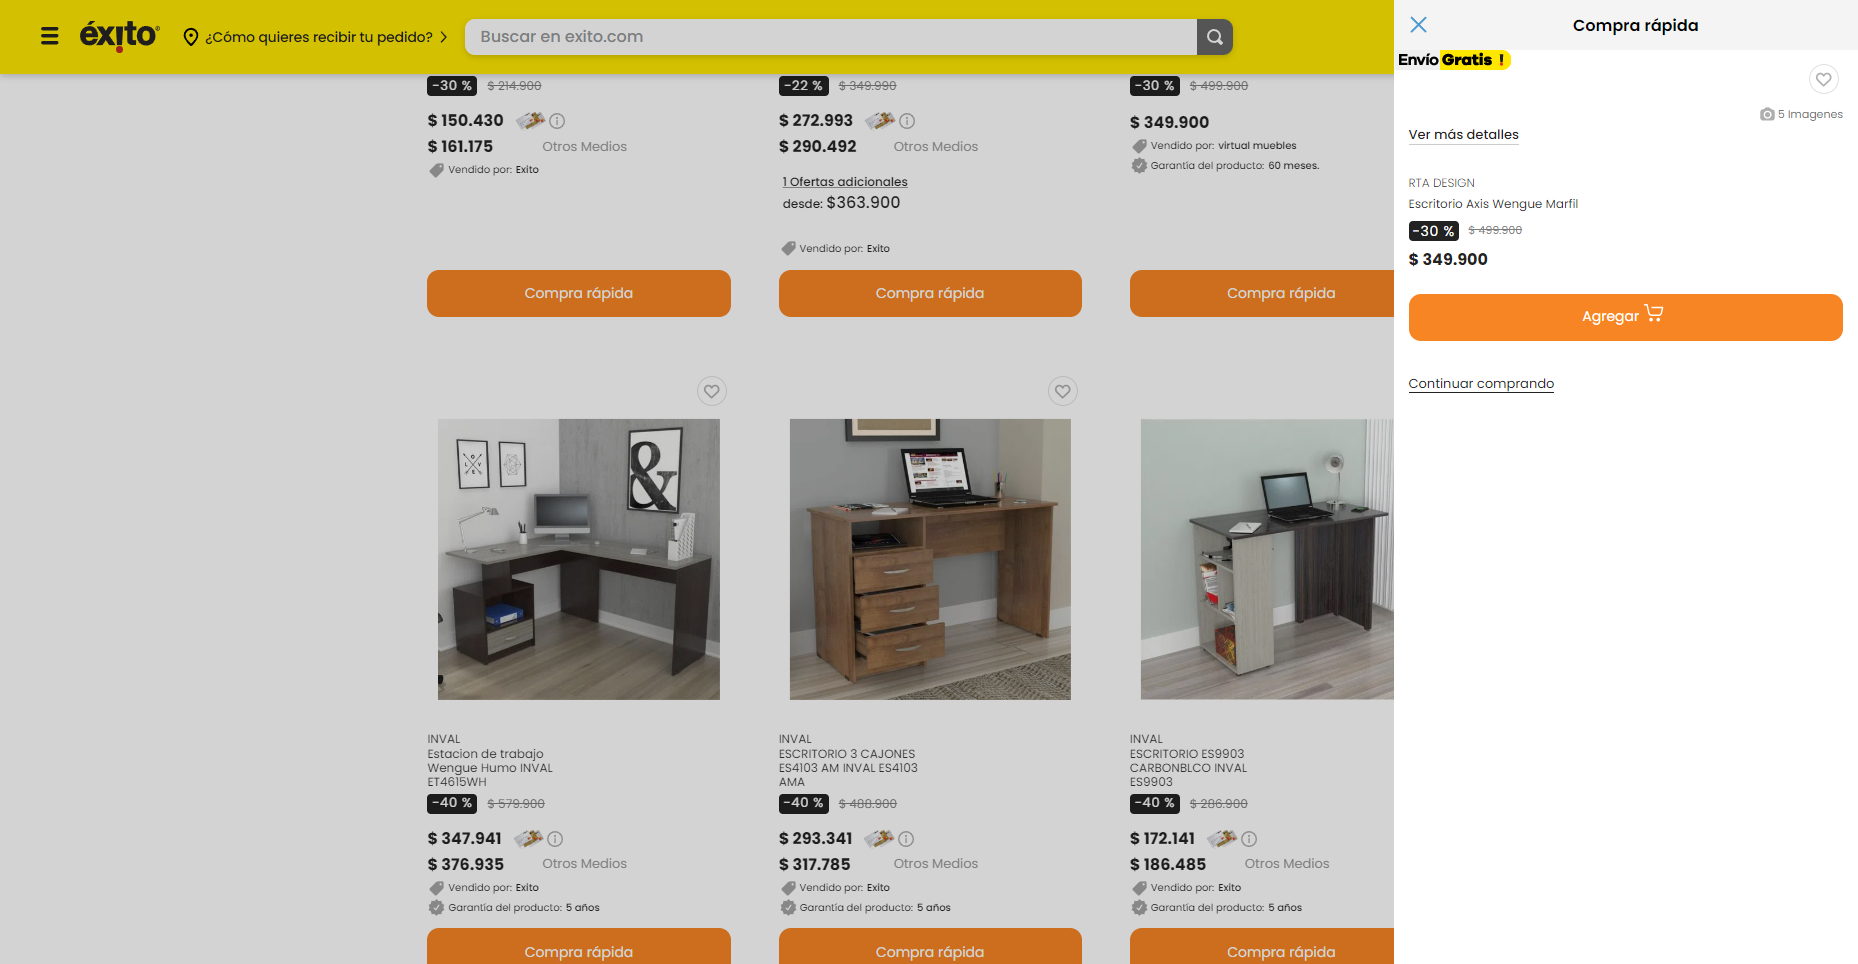 éxito
¿Cómo quieres recibir tu pedido?
Buscar en exito.com
-30 % $ 214.900
$ 150.430
$ 161.175 Otros Medios
Vendido por: Exito
Compra rápida
-22 % $ 349.990
$ 272.993
$ 290.492 Otros Medios
1 Ofertas adicionales
desde: $363.900
Vendido por: Exito
Compra rápida
-30 % $ 499.900
$ 349.900
Vendido por: virtual muebles
Garantía del producto: 60 meses.
Compra rápida
LOVE
&
INVAL
Estacion de trabajo
Wengue Humo INVAL
ET4615WH
-40 % $ 579.900
$ 347.941
$ 376.935 Otros Medios
Vendido por: Exito
Garantía del producto: 5 años
Compra rápida
INVAL
ESCRITORIO 3 CAJONES
ES4103 AM INVAL ES4103
AMA
-40 % $ 488.900
$ 293.341
$ 317.785 Otros Medios
Vendido por: Exito
Garantía del producto: 5 años
Compra rápida
INVAL
ESCRITORIO ES9903
CARBONBLCO INVAL
ES9903
-40 % $ 286.900
$ 172.141
$ 186.485 Otros Medios
Vendido por: Exito
Garantía del producto: 5 años
Compra rápida
Compra rápida
Envío Gratis !
5 Imagenes
Ver más detalles
RTA DESIGN
Escritorio Axis Wengue Marfil
-30 % $ 499.900
$ 349.900
Agregar
Continuar comprando